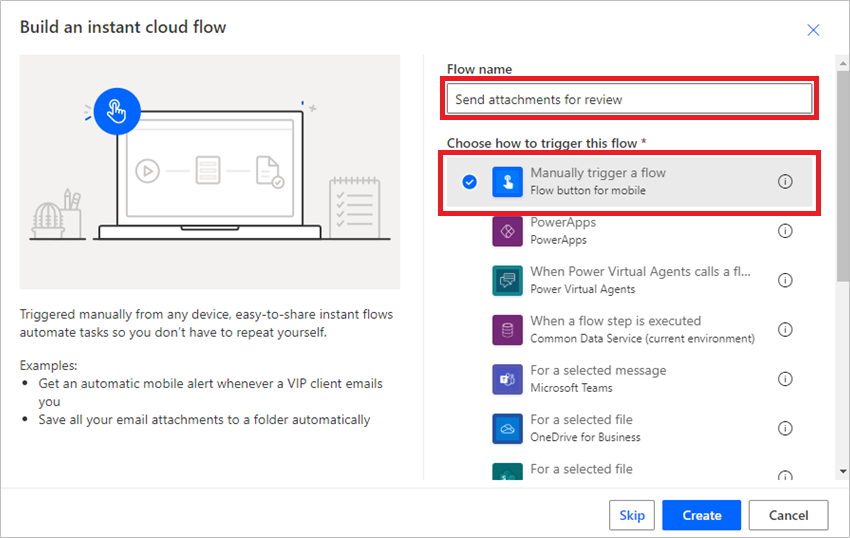 Build an instant cloud flow
Triggered manually from any device, easy-to-share instant flows
automate tasks so you don't have to repeat yourself.
Examples:
• Get an automatic mobile alert whenever a VIP client emails
you
• Save all your email attachments to a folder automatically
Flow name
Send attachments for review
Choose how to trigger this flow *
Manually trigger a flow
Flow button for mobile
PowerApps
PowerApps
When Power Virtual Agents calls a fl...
Power Virtual Agents
When a flow step is executed
Common Data Service (current environment)
For a selected message
Microsoft Teams
For a selected file
OneDrive for Business
For a selected file
Skip
Create
Cancel